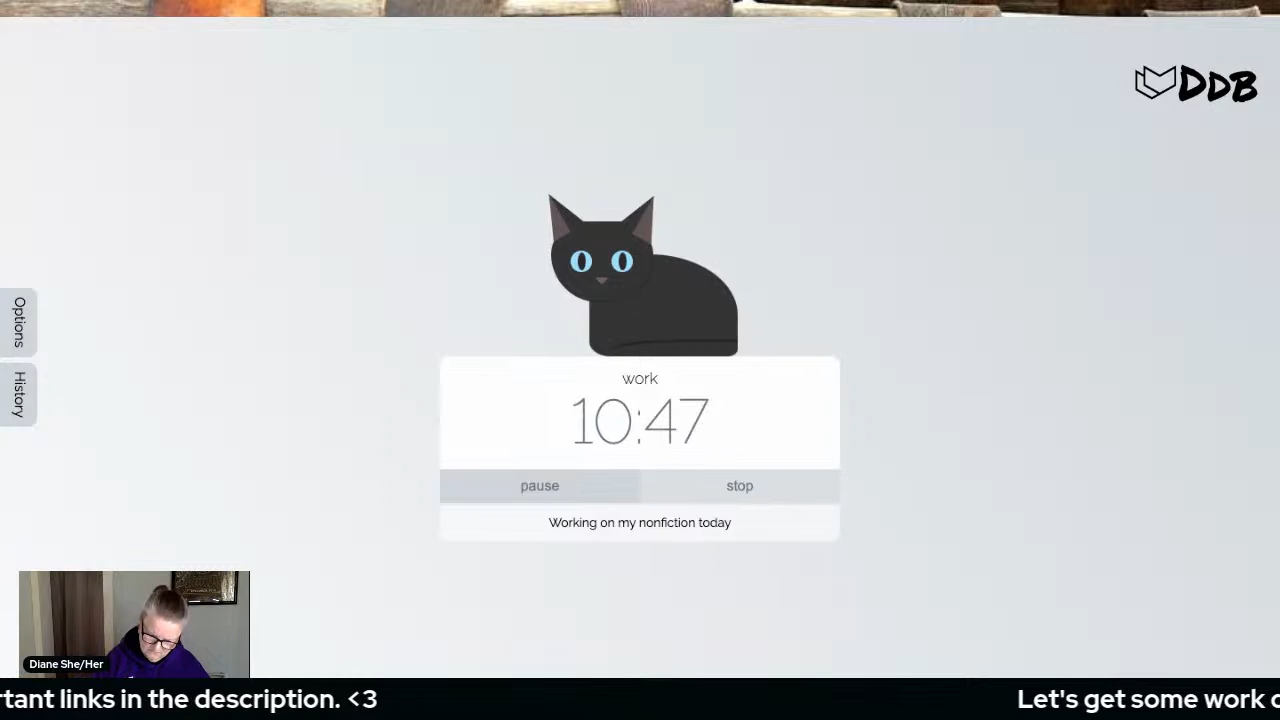 DDB
Options
History
work
10:47
pause
stop
Working on my nonfiction today
Diane She/Her
rtant links in the description. <3
Let's get some work